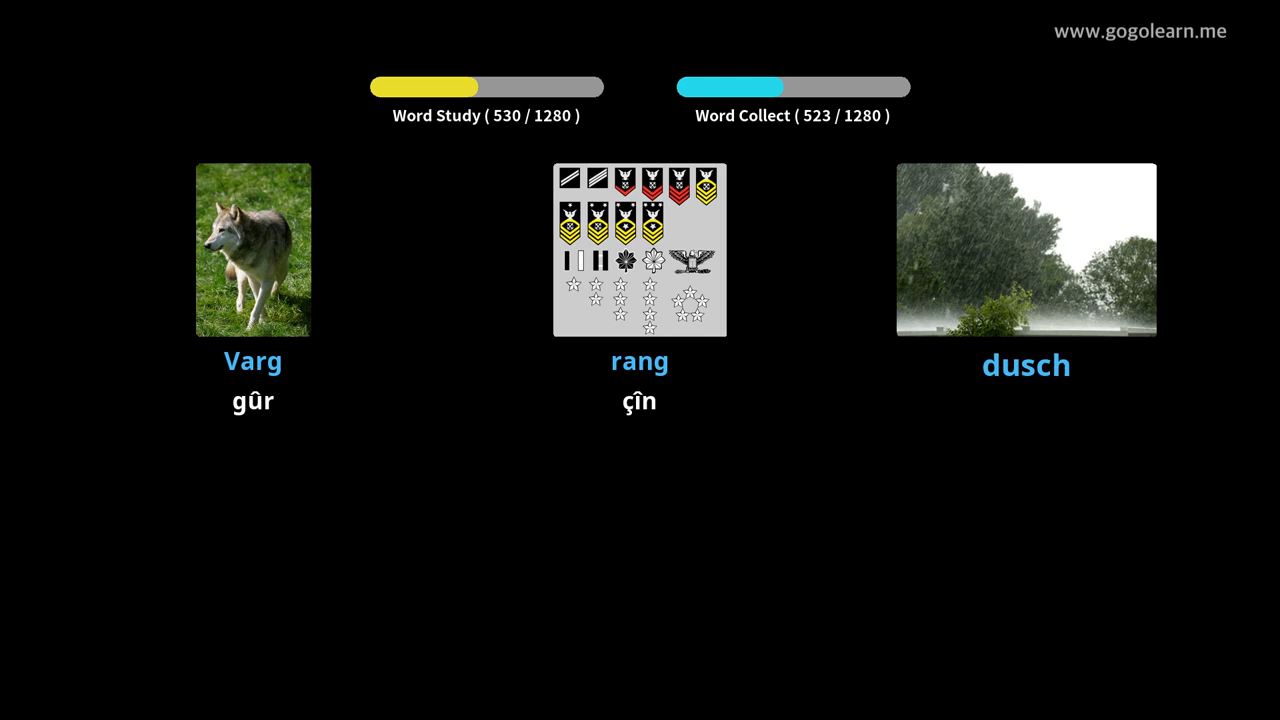 www.gogolearn.me
Word Study ( 530 / 1280 )
Word Collect ( 523 / 1280 )
Varg
rang
dusch
gûr
çîn